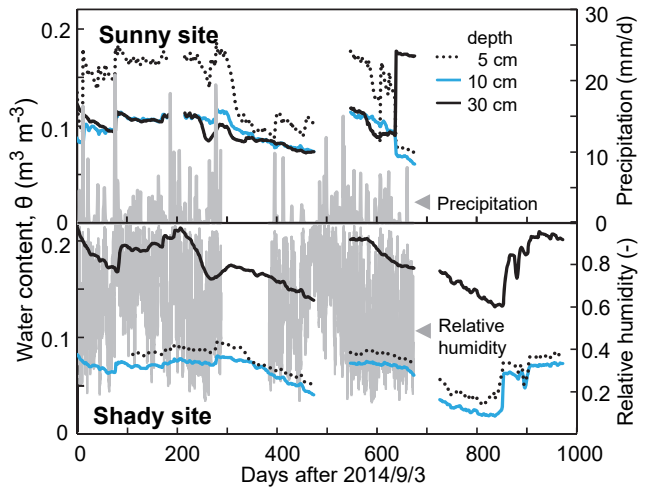 Sunny site
depth
5 cm
10 cm
30 cm
Precipitation
0.2
0.1
0
30
20
10
0
Precipitation (mm/d)
Water content, θ (m³ m⁻³)
Relative
humidity
Shady site
0.2
0.1
0
0.8
0.6
0.4
0.2
Relative humidity (-)
0 200 400 600 800 1000
Days after 2014/9/3